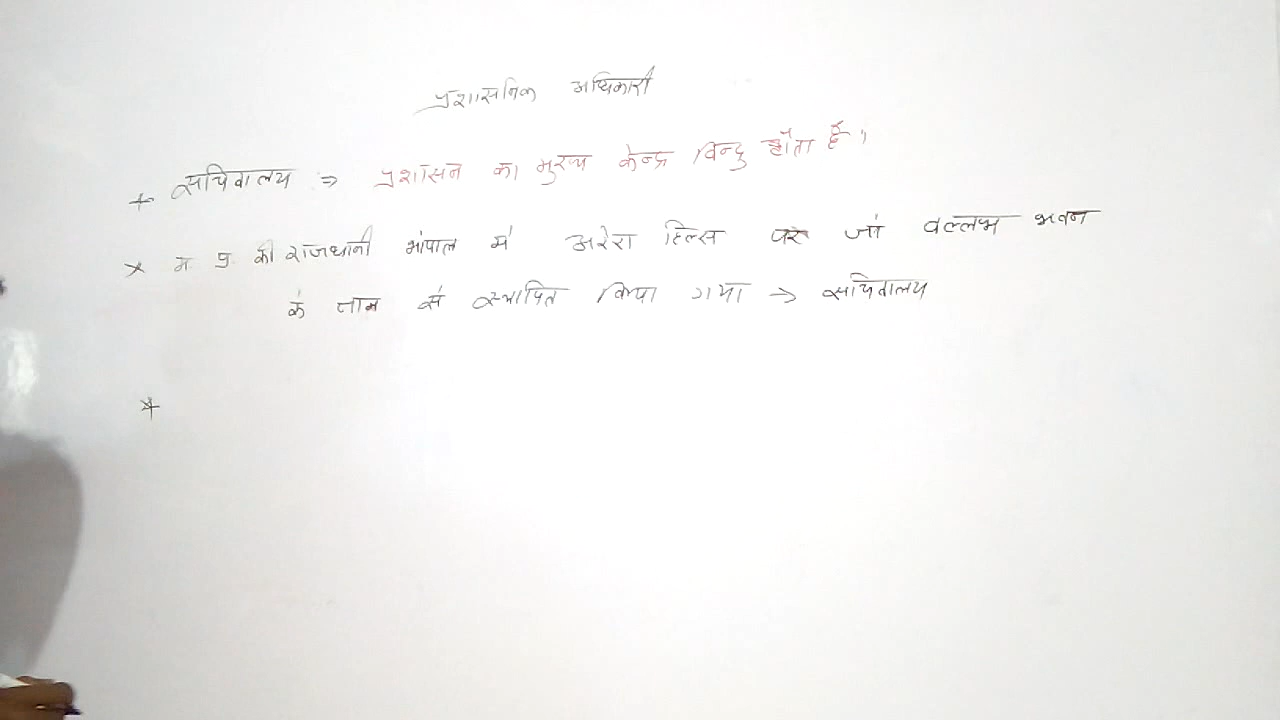 प्रशासनिक अधिकारी
* सचिवालय ⇒ प्रशासन का मुख्य केन्द्र बिन्दु होता है।
* म. प्र. की राजधानी भोपाल में अरेरा हिल्स पर जो वल्लभ भवन
के नाम से स्थापित किया गया → सचिवालय
*